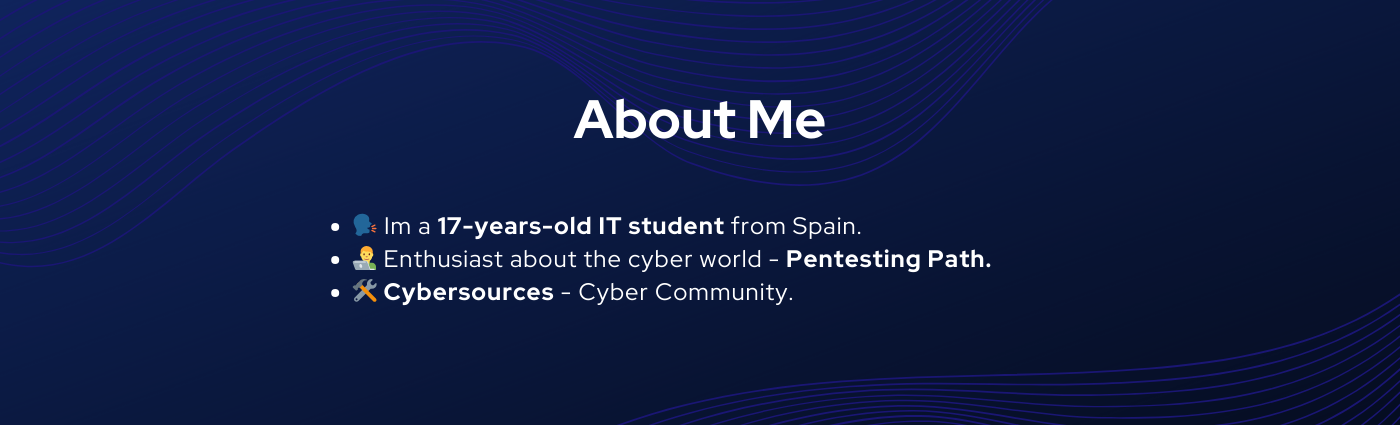 About Me
• 🗣️ Im a 17-years-old IT student from Spain.
• 👨‍💻 Enthusiast about the cyber world - Pentesting Path.
• 🛠️ Cybersources - Cyber Community.